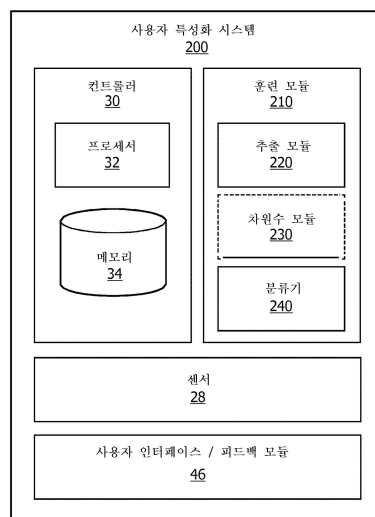 사용자 특성화 시스템
200
컨트롤러
30
프로세서
32
메모리
34
훈련 모듈
210
추출 모듈
220
차원수 모듈
230
분류기
240
센서
28
사용자 인터페이스 / 피드백 모듈
46